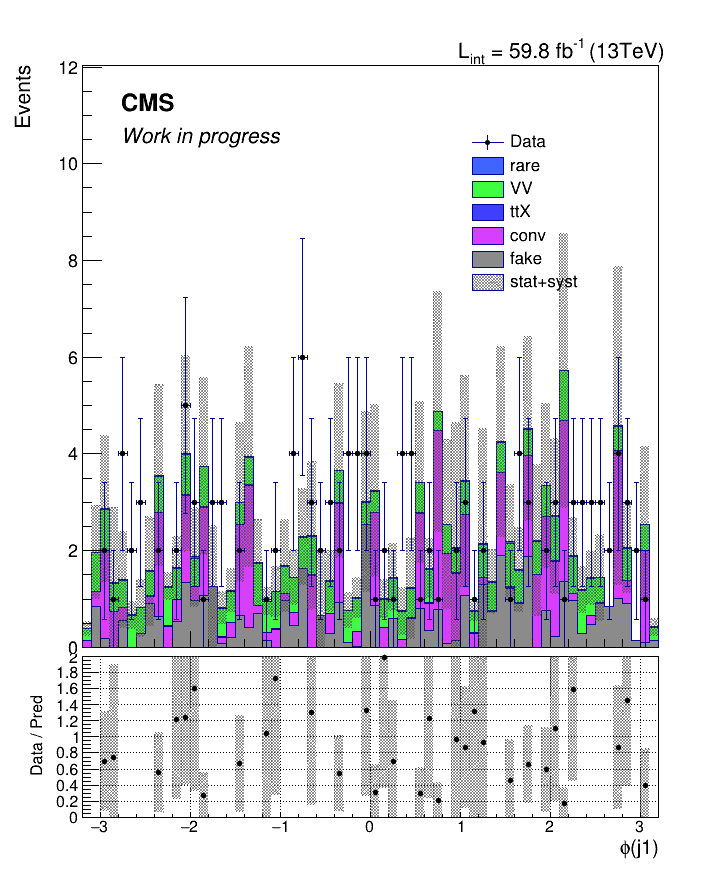 L_int = 59.8 fb^-1 (13TeV)
Events
12
CMS
Work in progress
Data
10
rare
VV
ttX
conv
8
fake
stat+syst
6
4
2
0
2
1.8
1.6
1.4
1.2
1
0.8
0.6
0.4
0.2
0
Data / Pred
−3 −2 −1 0 1 2 3
ϕ(j1)